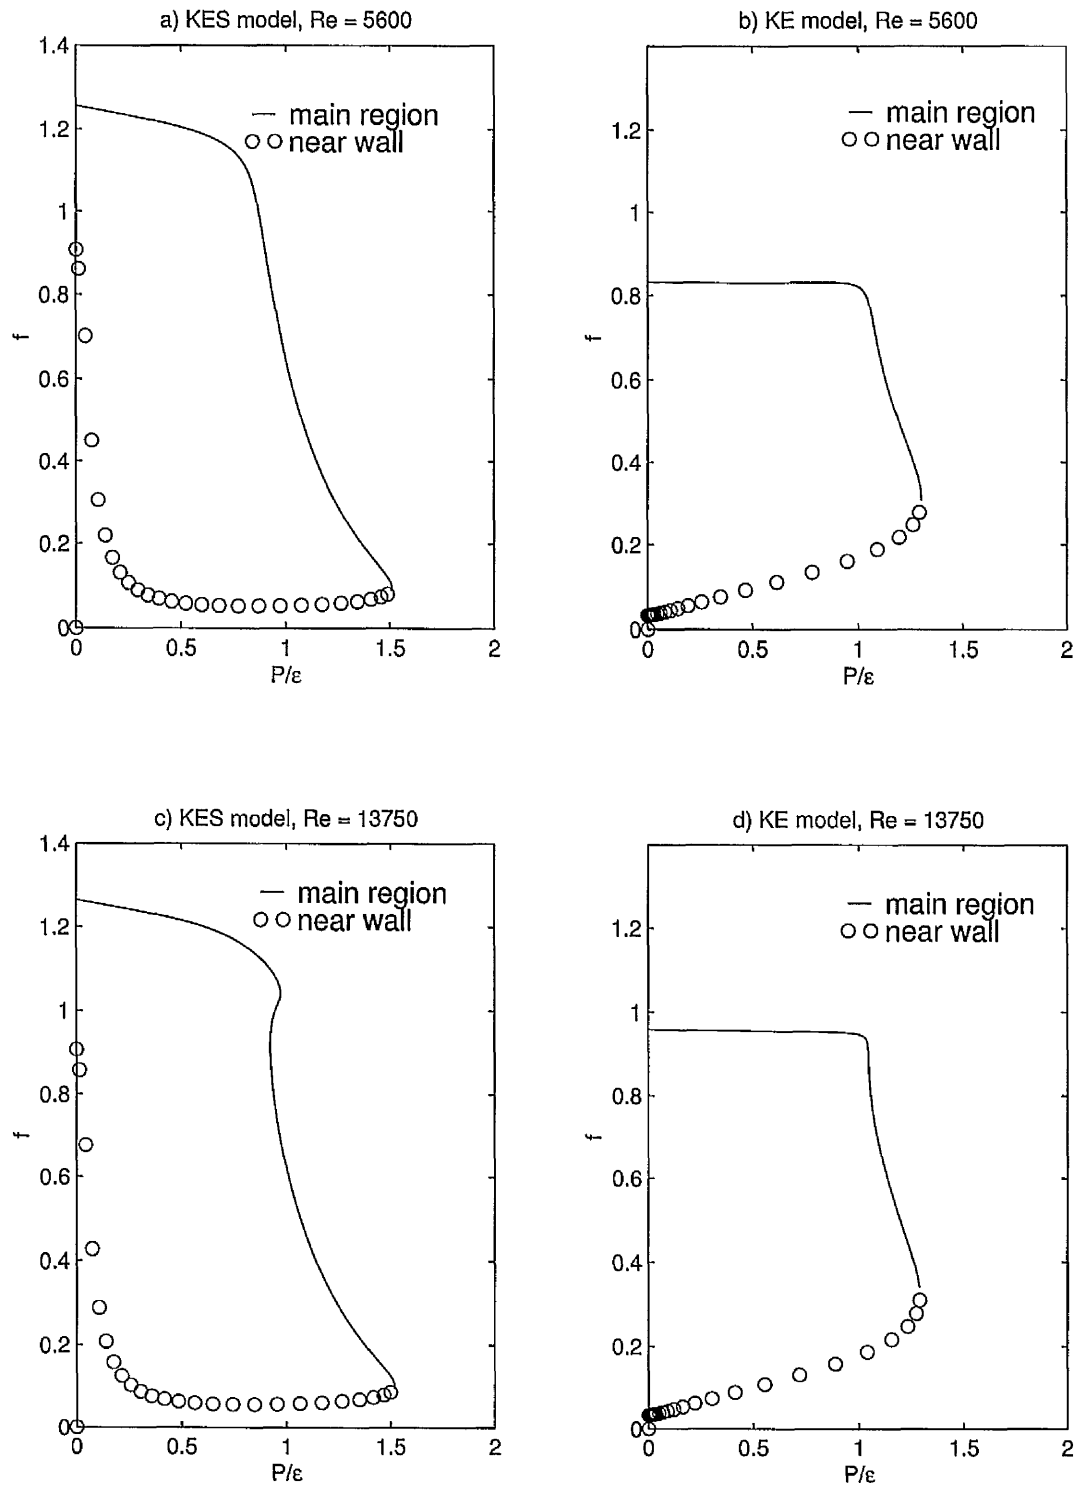 a) KES model, Re = 5600
1.4
1.2
1
0.8
0.6
0.4
0.2
0
f
main region
near wall
0
0.5
1
1.5
2
P/ε
b) KE model, Re = 5600
1.2
1
0.8
0.6
0.4
0.2
0
f
main region
near wall
0
0.5
1
1.5
2
P/ε
c) KES model, Re = 13750
1.4
1.2
1
0.8
0.6
0.4
0.2
0
f
main region
near wall
0
0.5
1
1.5
2
P/ε
d) KE model, Re = 13750
1.2
1
0.8
0.6
0.4
0.2
0
f
main region
near wall
0
0.5
1
1.5
2
P/ε